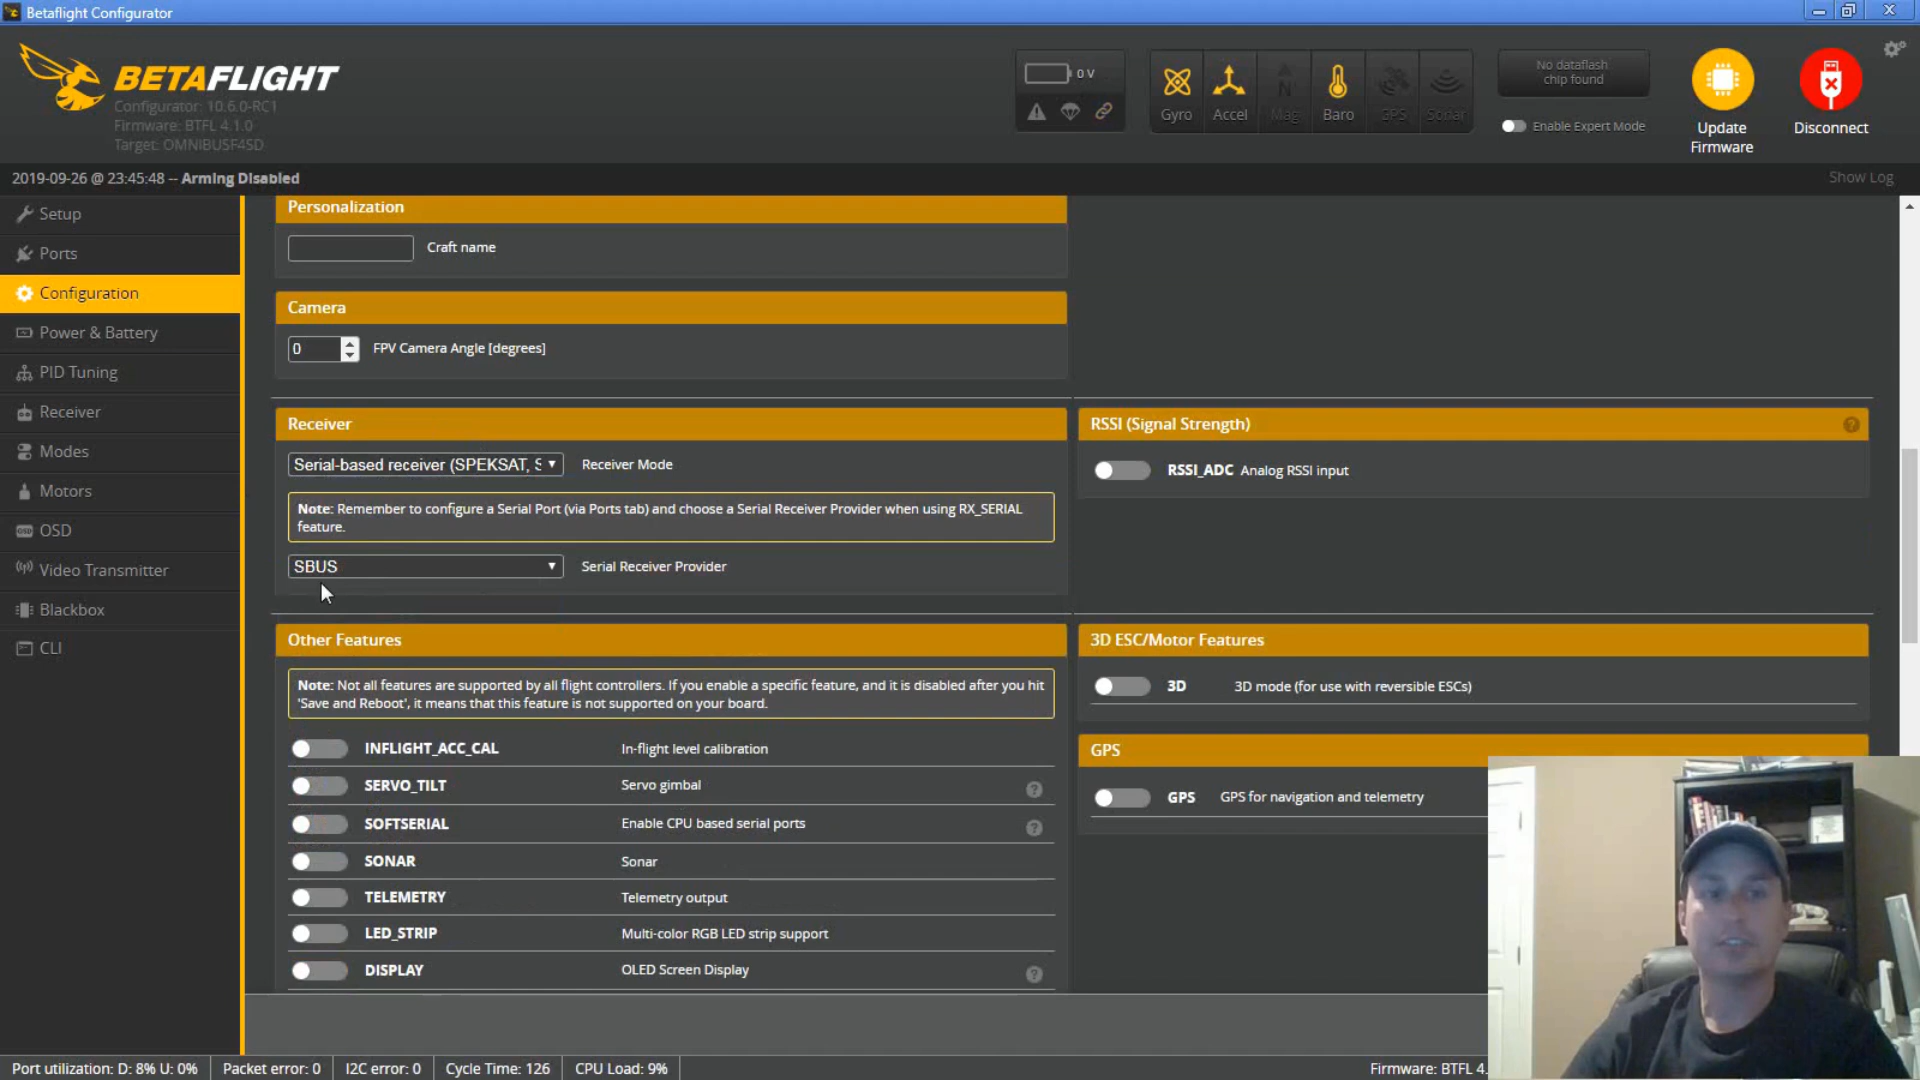 Betaflight Configurator
BETAFLIGHT
Configurator: 10.6.0-RC1
Firmware: BTFL 4.1.0
Target: OMNIBUSF4SD
0 V
Gyro
Accel
Mag
Baro
GPS
Sonar
No dataflash
chip found
Enable Expert Mode
Update
Firmware
Disconnect
2019-09-26 @ 23:45:48 -- Arming Disabled
Show Log
Setup
Ports
Configuration
Power & Battery
PID Tuning
Receiver
Modes
Motors
OSD
Video Transmitter
Blackbox
CLI
Personalization
Craft name
Camera
0
FPV Camera Angle [degrees]
Receiver
Serial-based receiver (SPEKSAT, S
Receiver Mode
Note: Remember to configure a Serial Port (via Ports tab) and choose a Serial Receiver Provider when using RX_SERIAL
feature.
SBUS
Serial Receiver Provider
RSSI (Signal Strength)
RSSI_ADC Analog RSSI input
Other Features
Note: Not all features are supported by all flight controllers. If you enable a specific feature, and it is disabled after you hit
'Save and Reboot', it means that this feature is not supported on your board.
INFLIGHT_ACC_CAL In-flight level calibration
SERVO_TILT Servo gimbal
SOFTSERIAL Enable CPU based serial ports
SONAR Sonar
TELEMETRY Telemetry output
LED_STRIP Multi-color RGB LED strip support
DISPLAY OLED Screen Display
3D ESC/Motor Features
3D 3D mode (for use with reversible ESCs)
GPS
GPS GPS for navigation and telemetry
Port utilization: D: 8% U: 0%
Packet error: 0
I2C error: 0
Cycle Time: 126
CPU Load: 9%
Firmware: BTFL 4.